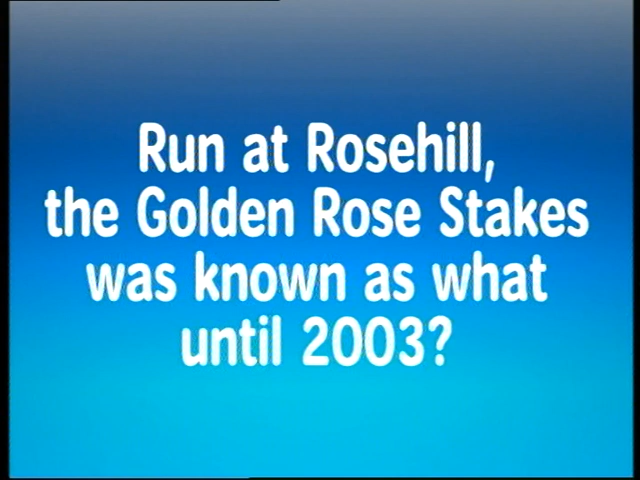 Run at Rosehill,
the Golden Rose Stakes
was known as what
until 2003?